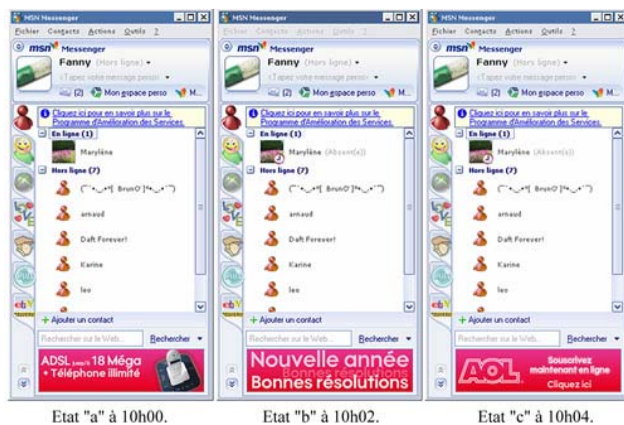 MSN Messenger
Fichier Contacts Actions Outils ?
msn Messenger
Fanny (Hors ligne)
<Tapez votre message perso>
(2) Mon espace perso M...
Cliquez ici pour en savoir plus sur le
Programme d'Amélioration des Services.
En ligne (1)
Marylène
Hors ligne (7)
BrunO'
arnaud
Daft Forever!
Karine
leo
Ajouter un contact
Rechercher sur le Web... Rechercher
ADSL jusqu'à 18 Méga
+ Téléphone illimité
Etat "a" à 10h00.
MSN Messenger
Fichier Contacts Actions Outils ?
msn Messenger
Fanny (Hors ligne)
<Tapez votre message perso>
(2) Mon espace perso M...
Cliquez ici pour en savoir plus sur le
Programme d'Amélioration des Services.
En ligne (1)
Marylène (Absent(e))
Hors ligne (7)
BrunO'
arnaud
Daft Forever!
Karine
leo
Ajouter un contact
Rechercher sur le Web... Rechercher
Nouvelle année
Bonnes résolutions
Bonnes résolutions
Etat "b" à 10h02.
MSN Messenger
Fichier Contacts Actions Outils ?
msn Messenger
Fanny (Hors ligne)
<Tapez votre message perso>
(2) Mon espace perso M...
Cliquez ici pour en savoir plus sur le
Programme d'Amélioration des Services.
En ligne (1)
Marylène (Absent(e))
Hors ligne (7)
BrunO'
arnaud
Daft Forever!
Karine
leo
Ajouter un contact
Rechercher sur le Web... Rechercher
AOL
Souscrivez
maintenant en ligne
Cliquez ici
Etat "c" à 10h04.